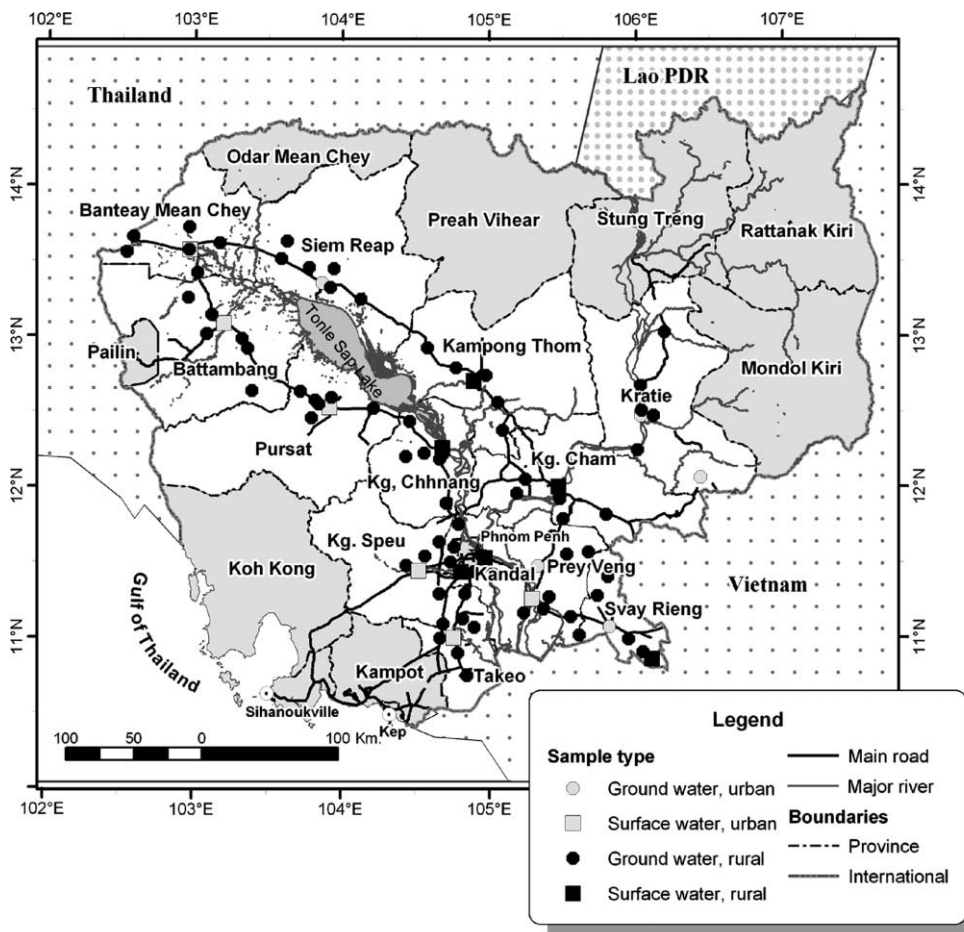 102°E 103°E 104°E 105°E 106°E 107°E
Lao PDR
Thailand
14°N 14°N
Odar Mean Chey
Banteay Mean Chey
Preah Vihear
Stung Treng
Rattanak Kiri
Siem Reap
13°N 13°N
Tonle Sap Lake
Pailin
Kampong Thom
Mondol Kiri
Battambang
Kratie
Pursat
Kg. Cham
12°N 12°N
Kg, Chhnang
Kg. Speu
Phnom Penh
Koh Kong
Kandal
Prey Veng
Vietnam
Gulf of Thailand
Svay Rieng
11°N 11°N
Kampot
Takeo
Sihanoukville
Kep
100 50 0 100 Km.
102°E 103°E 104°E 105°E
Legend
Sample type
Ground water, urban
Surface water, urban
Ground water, rural
Surface water, rural
Main road
Major river
Boundaries
Province
International